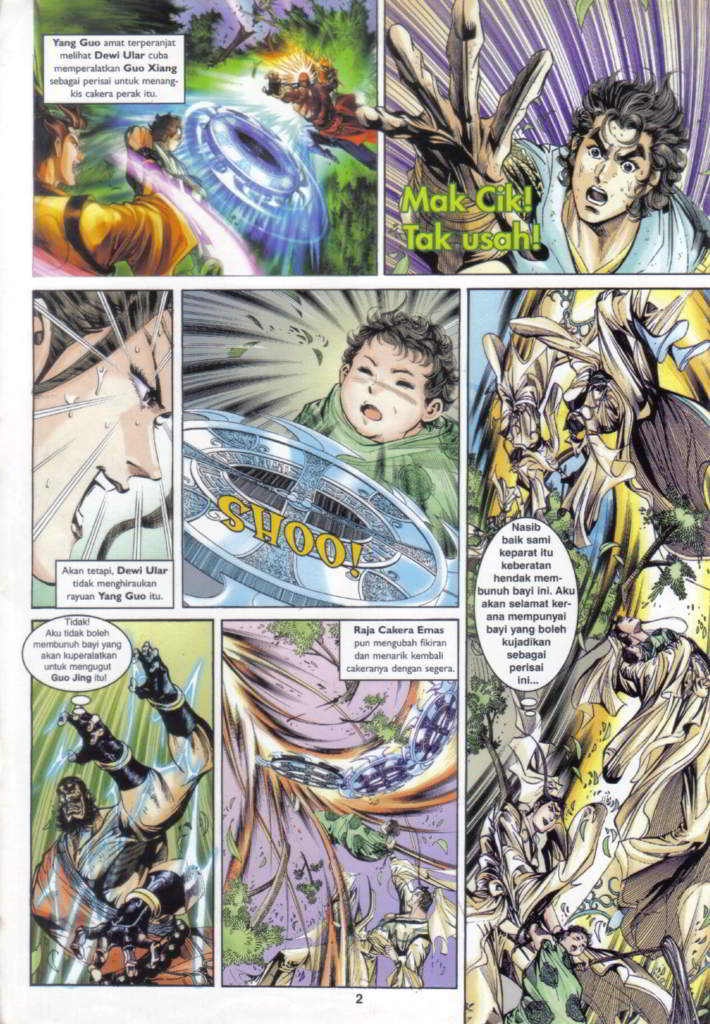 Yang Guo amat terperanjat
melihat Dewi Ular cuba
memperalatkan Guo Xiang
sebagai perisai untuk menang-
kis cakera perak itu.
Mak Cik!
Tak usah!
Akan tetapi, Dewi Ular
tidak menghiraukan
rayuan Yang Guo itu.
SHOO!
Nasib
baik sami
keparat itu
keberatan
hendak mem-
bunuh bayi ini. Aku
akan selamat ker-
ana mempunyai
bayi yang boleh
kujadikan
sebagai
perisai
ini...
Tidak!
Aku tidak boleh
membunuh bayi yang
akan kuperalatkan
untuk mengugut
Guo Jing itu!
Raja Cakera Emas
pun mengubah fikiran
dan menarik kembali
cakeranya dengan segera.
2